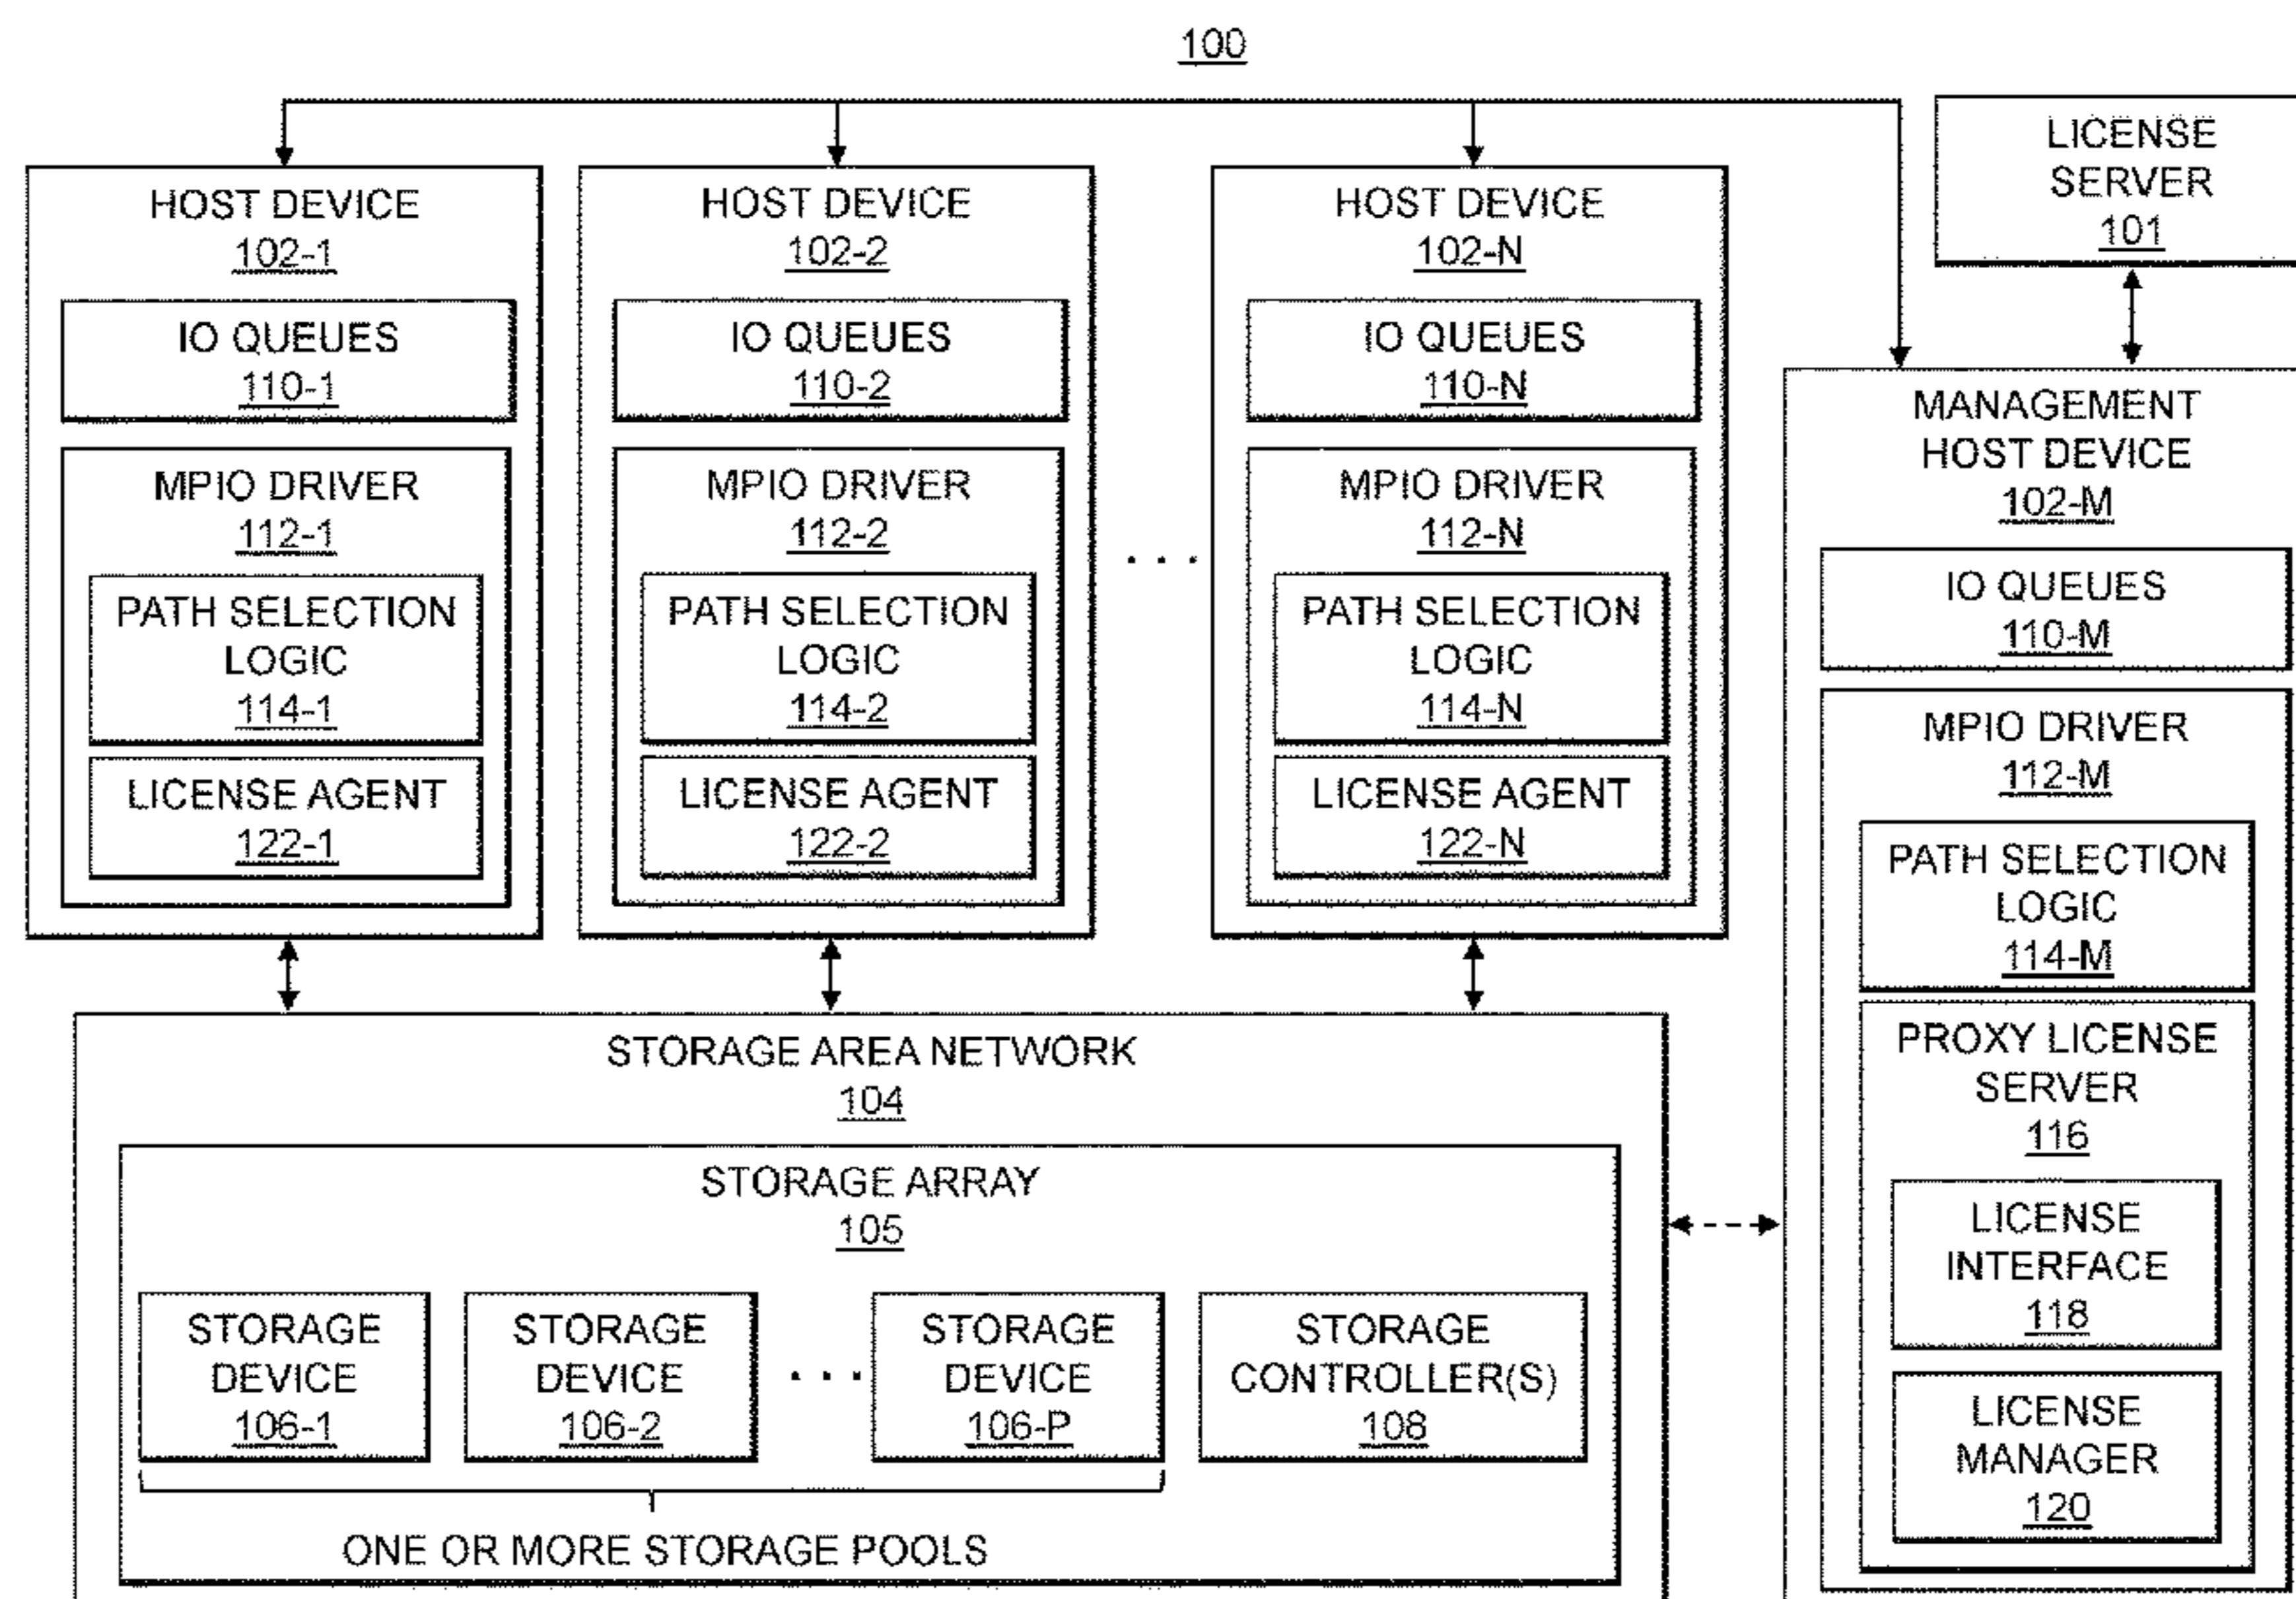 100
HOST DEVICE
102-1
IO QUEUES
110-1
MPIO DRIVER
112-1
PATH SELECTION
LOGIC
114-1
LICENSE AGENT
122-1
HOST DEVICE
102-2
IO QUEUES
110-2
MPIO DRIVER
112-2
PATH SELECTION
LOGIC
114-2
LICENSE AGENT
122-2
. . .
HOST DEVICE
102-N
IO QUEUES
110-N
MPIO DRIVER
112-N
PATH SELECTION
LOGIC
114-N
LICENSE AGENT
122-N
LICENSE
SERVER
101
MANAGEMENT
HOST DEVICE
102-M
IO QUEUES
110-M
MPIO DRIVER
112-M
PATH SELECTION
LOGIC
114-M
PROXY LICENSE
SERVER
116
LICENSE
INTERFACE
118
LICENSE
MANAGER
120
STORAGE AREA NETWORK
104
STORAGE ARRAY
105
STORAGE
DEVICE
106-1
STORAGE
DEVICE
106-2
. . .
STORAGE
DEVICE
106-P
STORAGE
CONTROLLER(S)
108
ONE OR MORE STORAGE POOLS